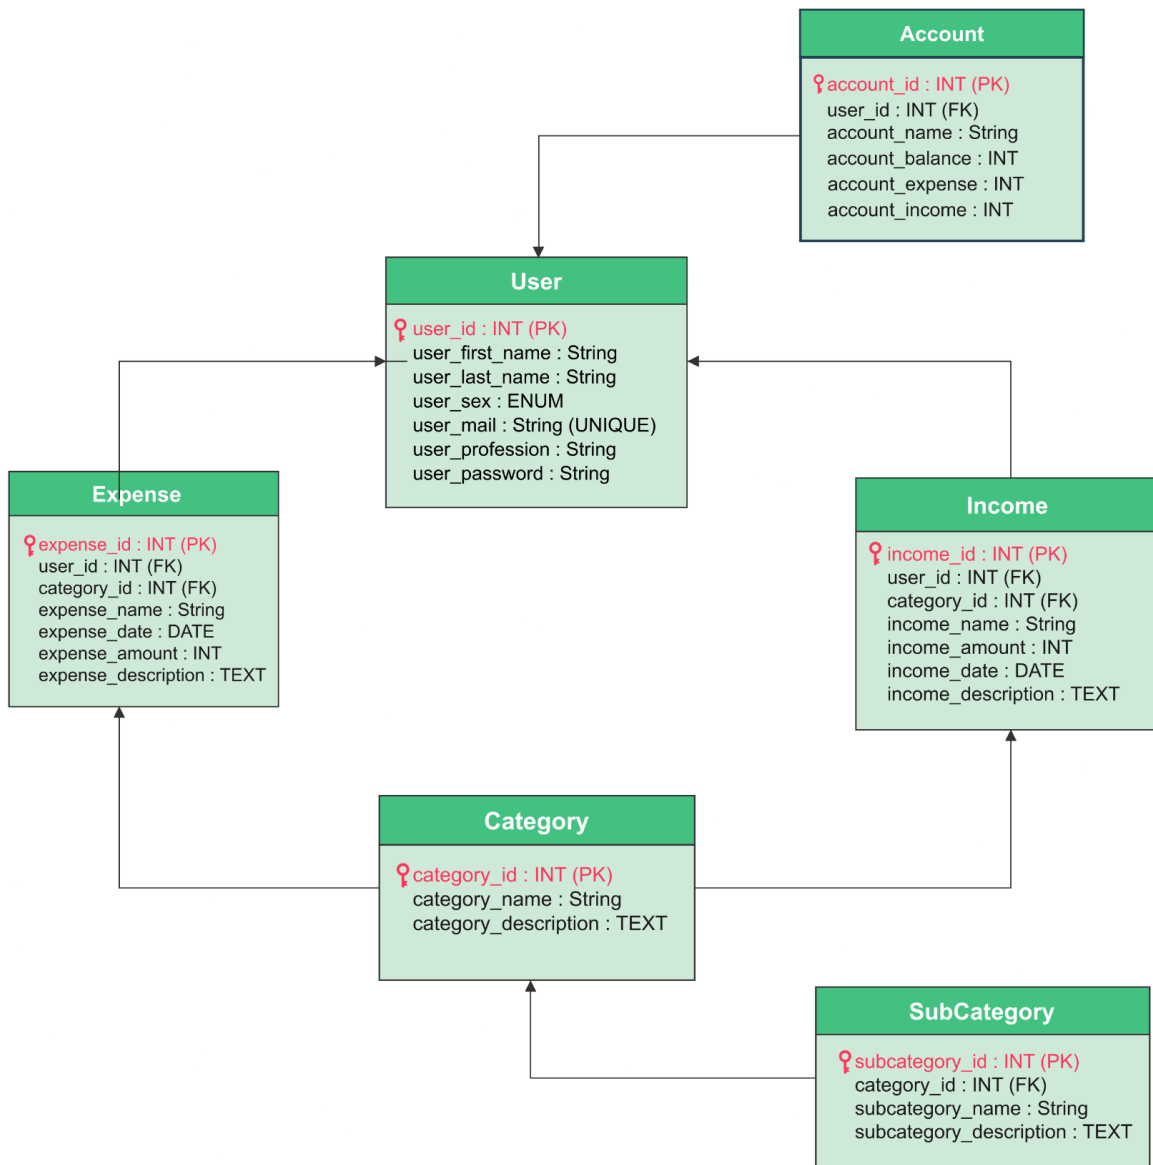 Account
account_id : INT (PK)
user_id : INT (FK)
account_name : String
account_balance : INT
account_expense : INT
account_income : INT
User
user_id : INT (PK)
user_first_name : String
user_last_name : String
user_sex : ENUM
user_mail : String (UNIQUE)
user_profession : String
user_password : String
Expense
expense_id : INT (PK)
user_id : INT (FK)
category_id : INT (FK)
expense_name : String
expense_date : DATE
expense_amount : INT
expense_description : TEXT
Income
income_id : INT (PK)
user_id : INT (FK)
category_id : INT (FK)
income_name : String
income_amount : INT
income_date : DATE
income_description : TEXT
Category
category_id : INT (PK)
category_name : String
category_description : TEXT
SubCategory
subcategory_id : INT (PK)
category_id : INT (FK)
subcategory_name : String
subcategory_description : TEXT